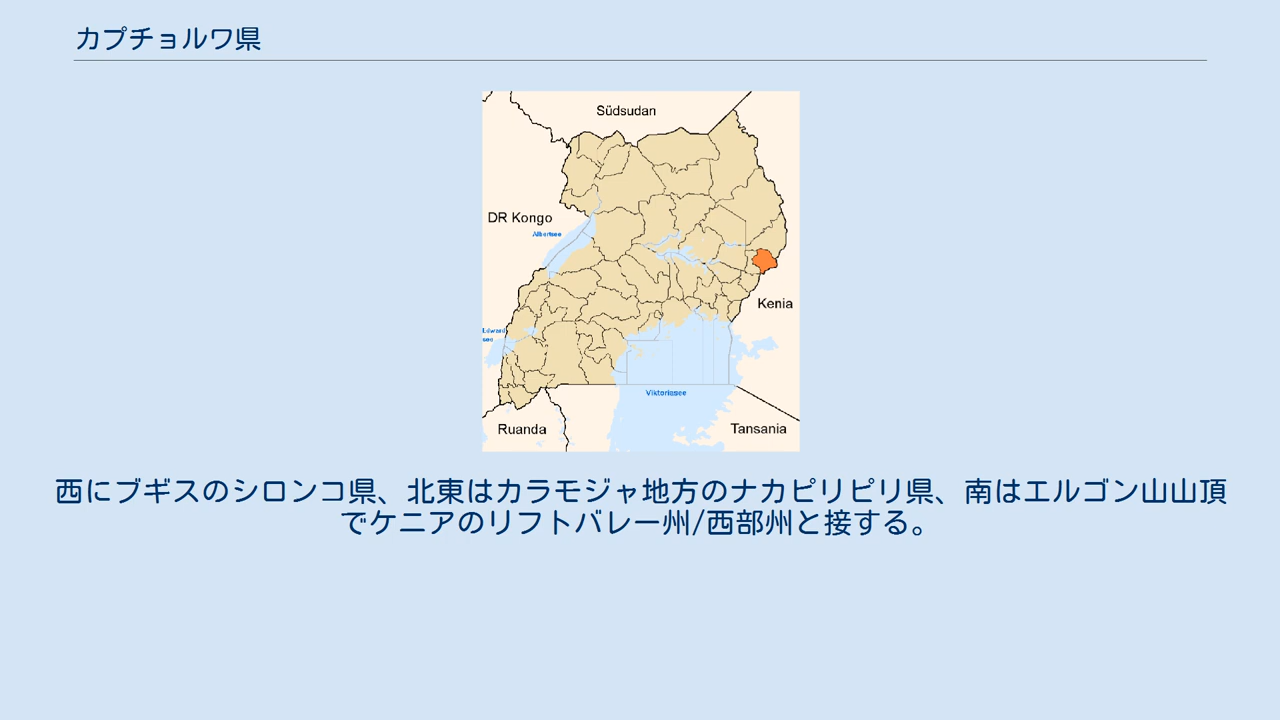 カプチョルワ県
Südsudan
DR Kongo
Albertsee
Kenia
Edward
see
Viktoriasee
Ruanda
Tansania
西にブギスのシロンコ県、北東はカラモジャ地方のナカピリピリ県、南はエルゴン山山頂
でケニアのリフトバレー州/西部州と接する。